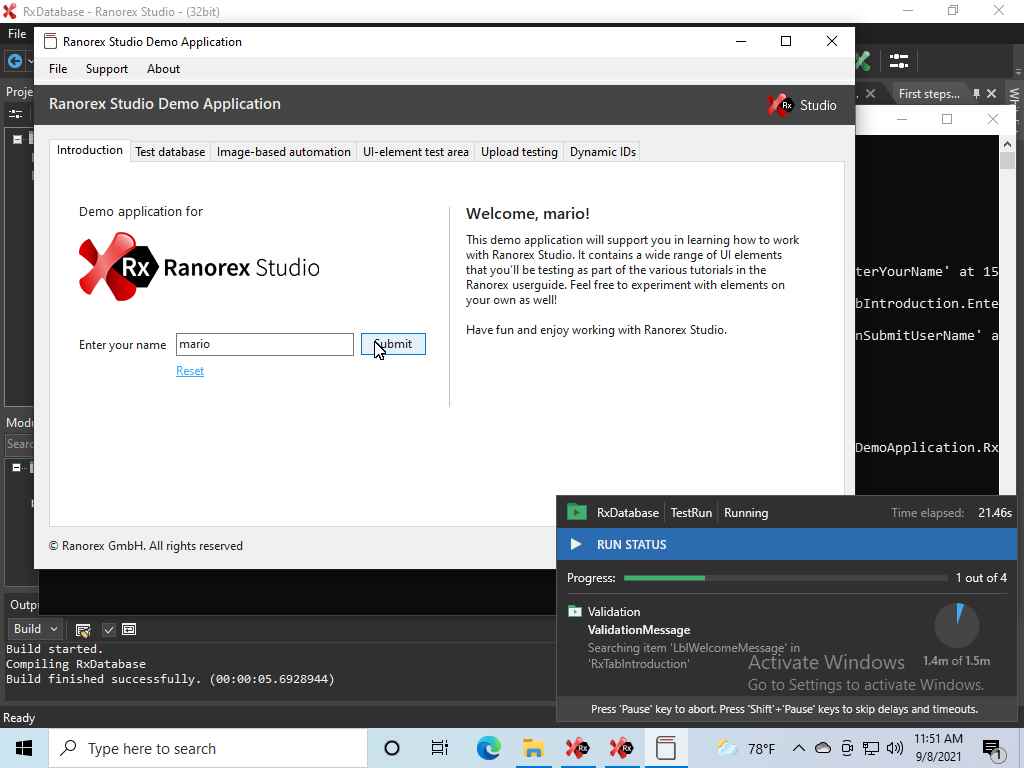 RxDatabase - Ranorex Studio - (32bit)
File
Ranorex Studio Demo Application
File Support About
Ranorex Studio Demo Application
Rx Studio
Proje
First steps...
Introduction Test database Image-based automation UI-element test area Upload testing Dynamic IDs
Demo application for
Rx Ranorex Studio
Enter your name mario Submit
Reset
Welcome, mario!
This demo application will support you in learning how to work
with Ranorex Studio. It contains a wide range of UI elements
that you'll be testing as part of the various tutorials in the
Ranorex userguide. Feel free to experiment with elements on
your own as well!
Have fun and enjoy working with Ranorex Studio.
terYourName' at 15
bIntroduction.Ente
nSubmitUserName' a
DemoApplication.Rx
Modu
Searc
© Ranorex GmbH. All rights reserved
RxDatabase TestRun Running Time elapsed: 21.46s
RUN STATUS
Progress: 1 out of 4
Validation
ValidationMessage
Searching item 'LblWelcomeMessage' in
'RxTabIntroduction'
1.4m of 1.5m
Activate Windows
Go to Settings to activate Windows.
Press 'Pause' key to abort. Press 'Shift'+'Pause' keys to skip delays and timeouts.
Outpu
Build
Build started.
Compiling RxDatabase
Build finished successfully. (00:00:05.6928944)
Ready
Type here to search
78°F
11:51 AM
9/8/2021
1